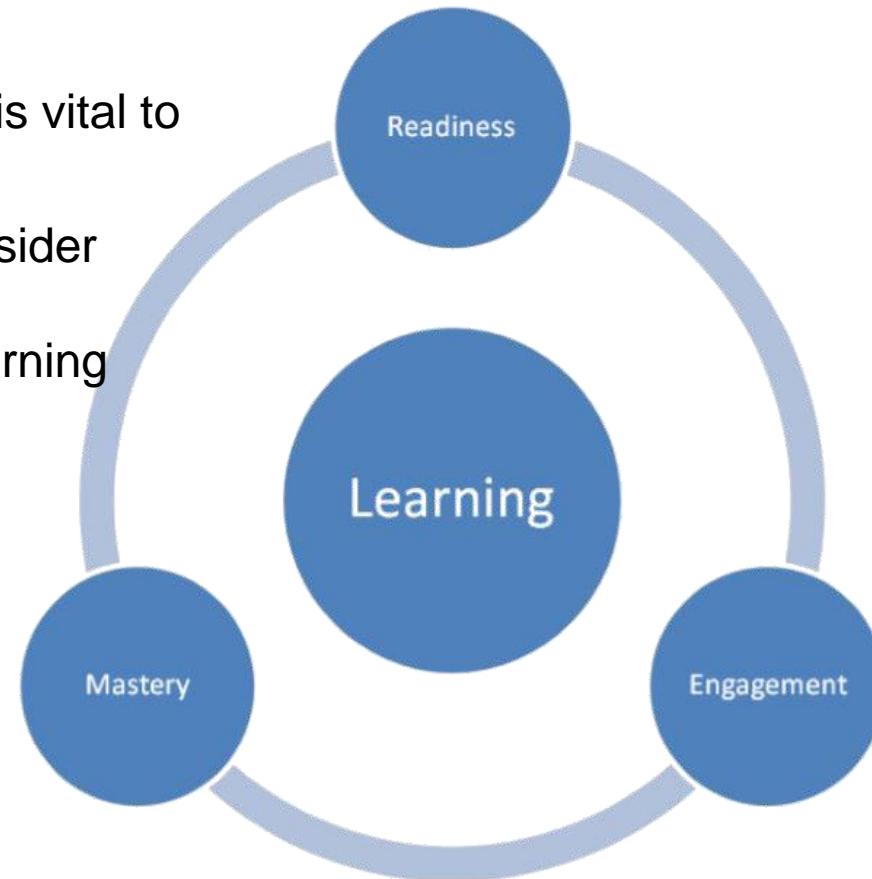 is vital to
Readiness
sider
rning
Learning
Mastery
Engagement